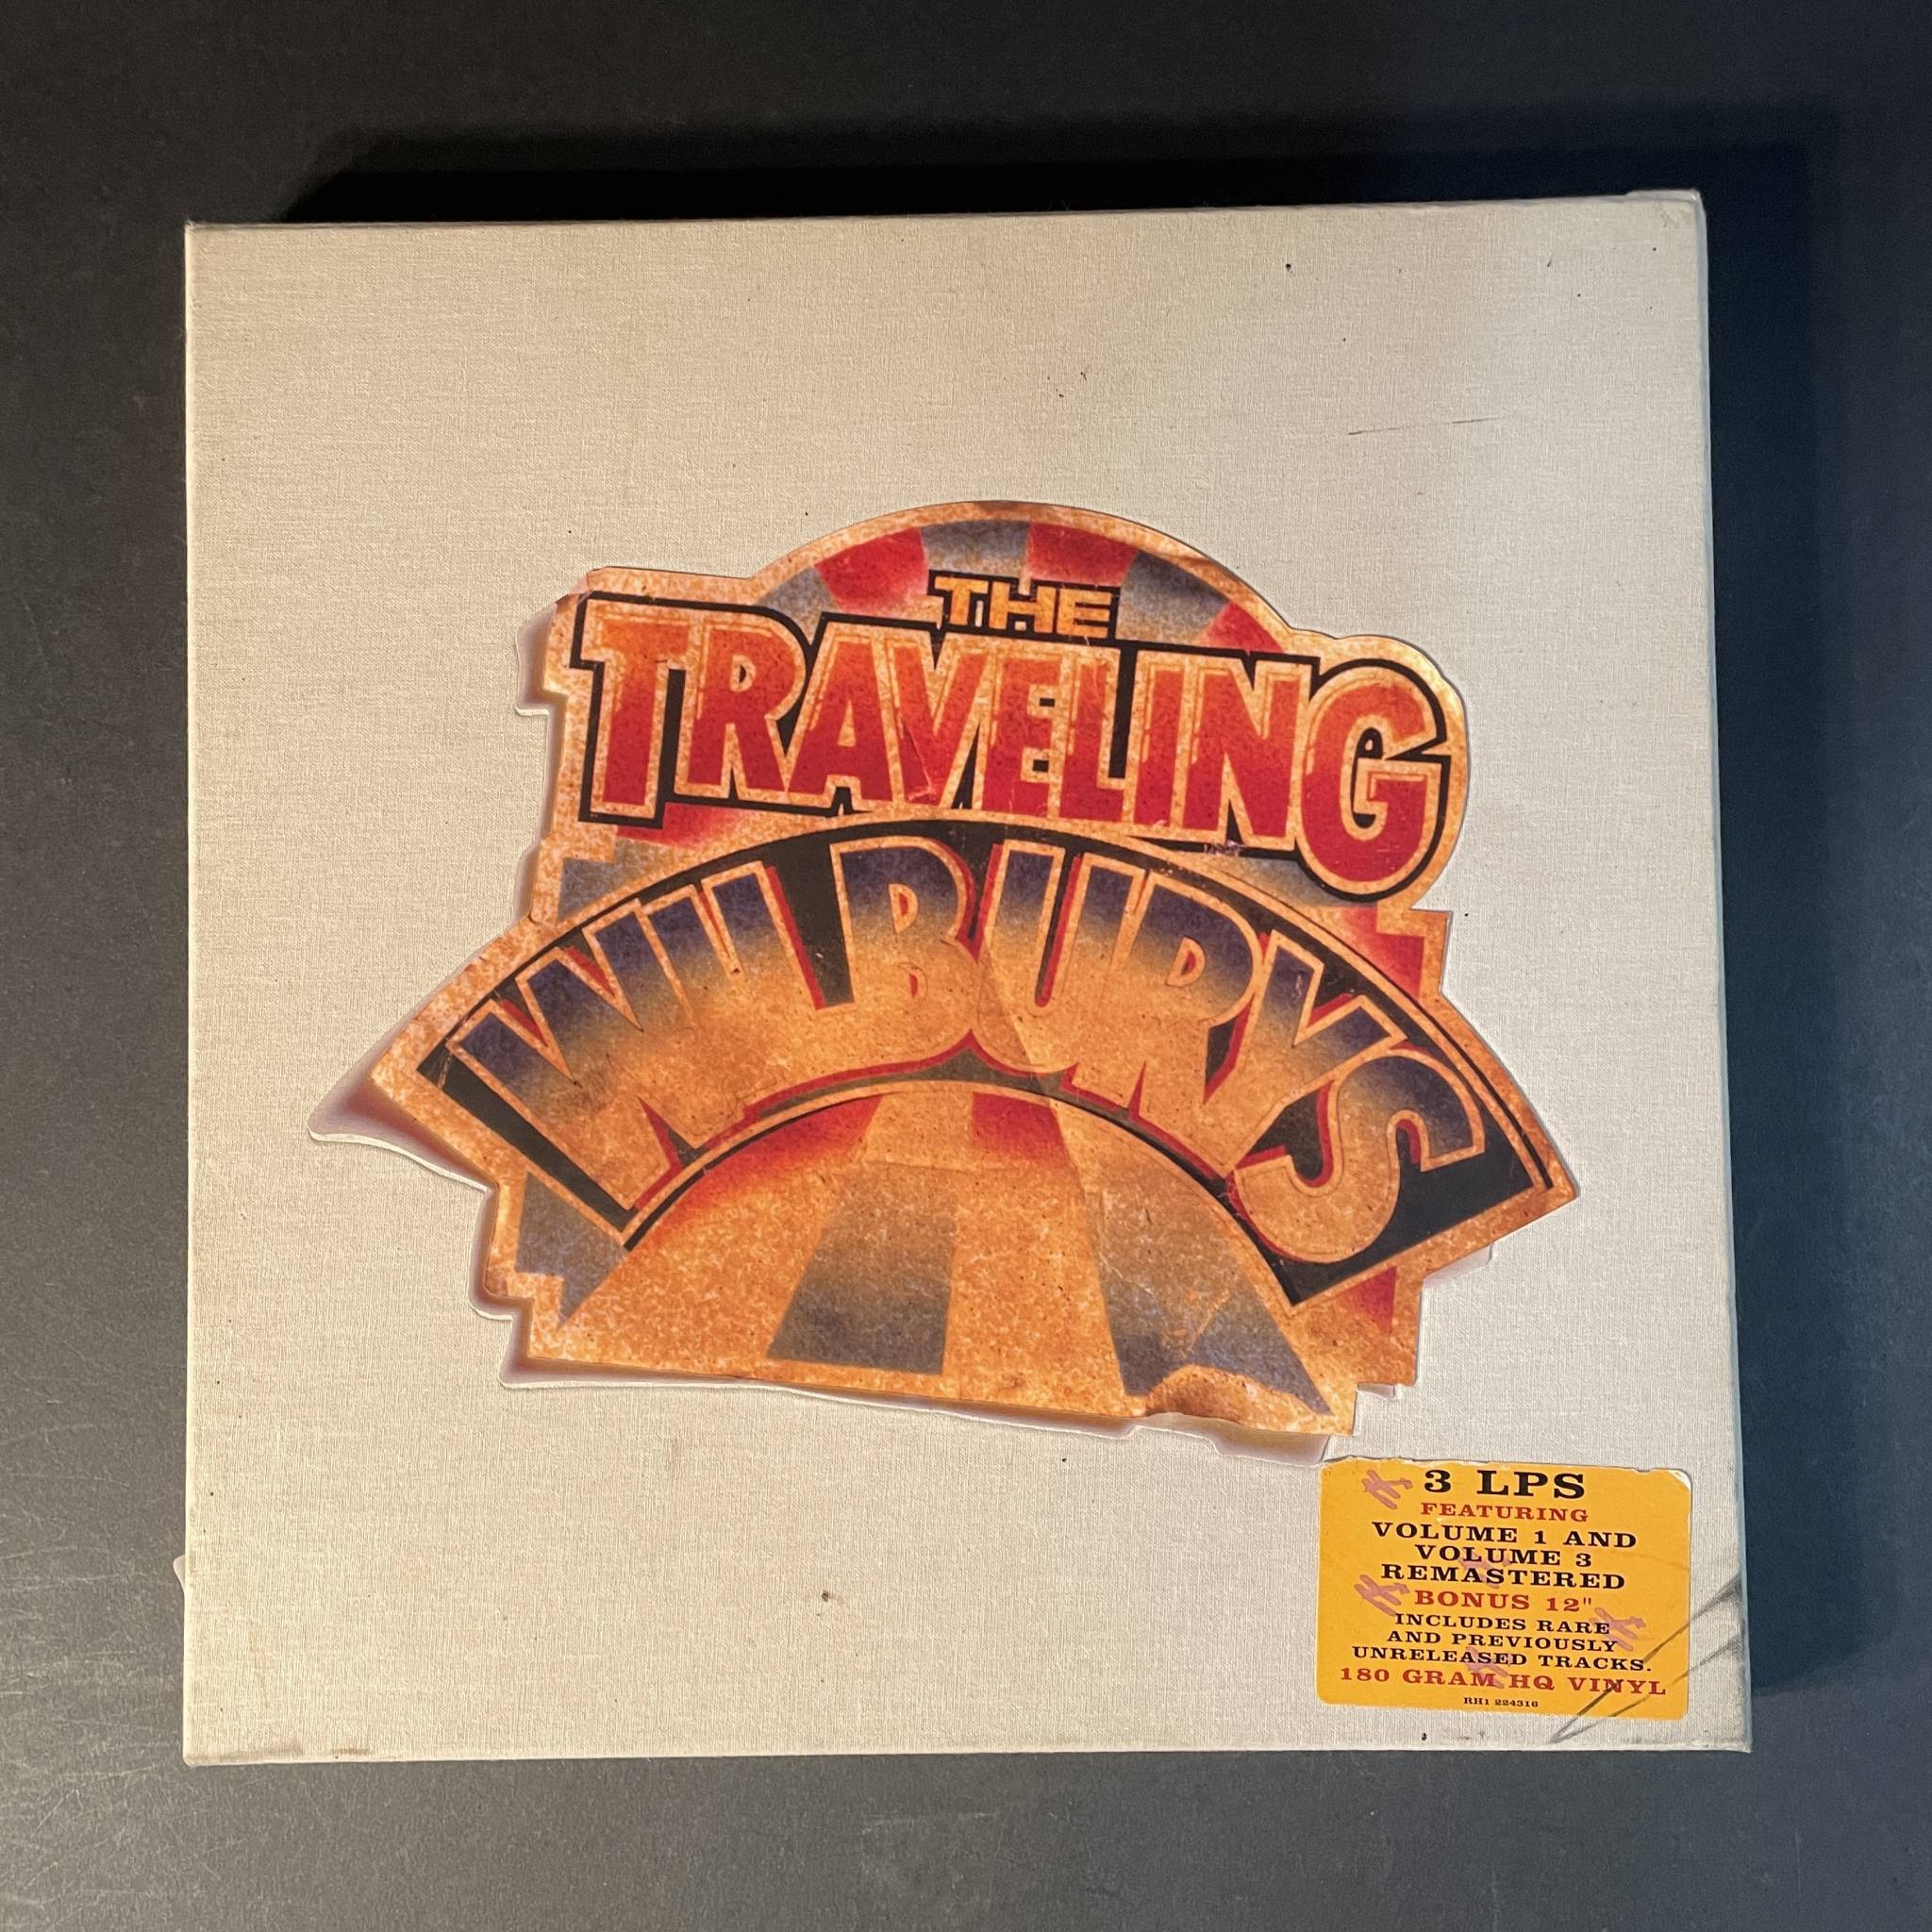 THE
TRAVELING
WILBURYS
3 LPS
FEATURING
VOLUME 1 AND
VOLUME 3
REMASTERED
BONUS 12"
INCLUDES RARE
AND PREVIOUSLY
UNRELEASED TRACKS.
180 GRAM HQ VINYL
RH1 224316